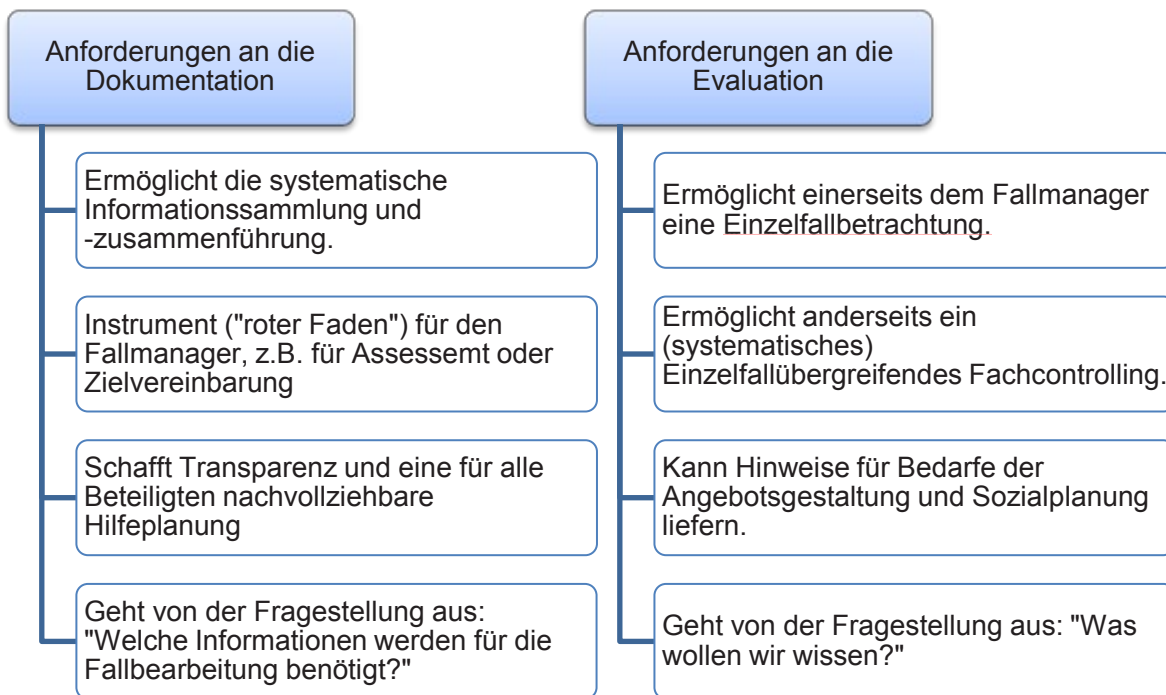 Anforderungen an die
Dokumentation
Ermöglicht die systematische
Informationssammlung und
-zusammenführung.
Instrument ("roter Faden") für den
Fallmanager, z.B. für Assessemt oder
Zielvereinbarung
Schafft Transparenz und eine für alle
Beteiligten nachvollziehbare
Hilfeplanung
Geht von der Fragestellung aus:
"Welche Informationen werden für die
Fallbearbeitung benötigt?"
Anforderungen an die
Evaluation
Ermöglicht einerseits dem Fallmanager
eine Einzelfallbetrachtung.
Ermöglicht anderseits ein
(systematisches)
Einzelfallübergreifendes Fachcontrolling.
Kann Hinweise für Bedarfe der
Angebotsgestaltung und Sozialplanung
liefern.
Geht von der Fragestellung aus: "Was
wollen wir wissen?"